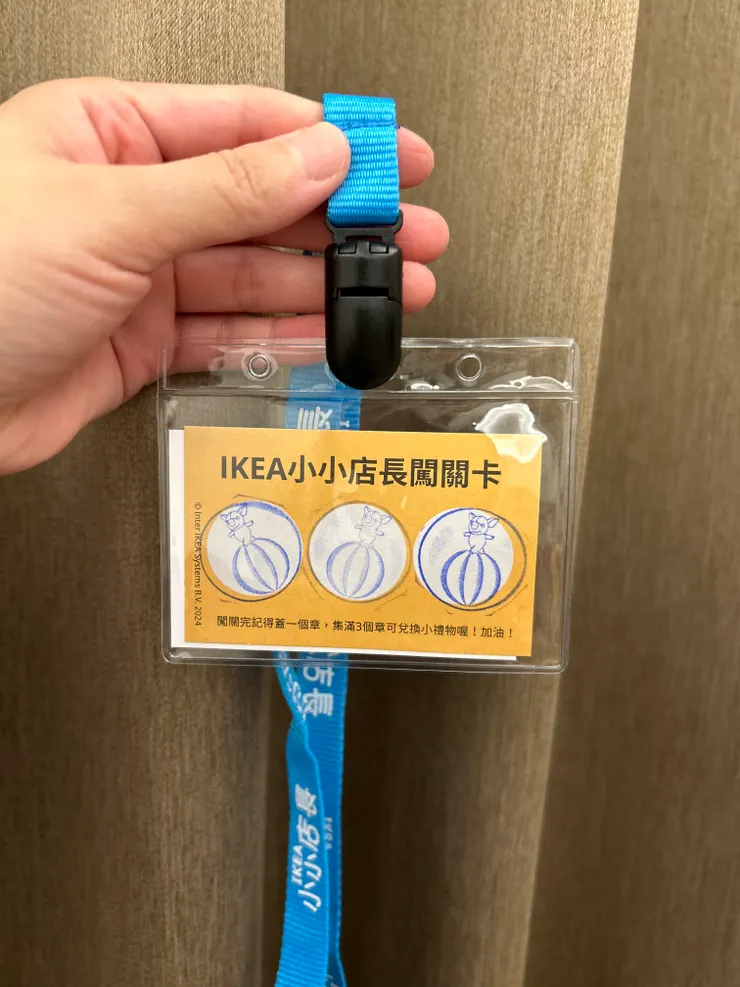 IKEA小小店長闖關卡
© Inter IKEA Systems B.V. 2024
闖關完記得蓋一個章，集滿3個章可兌換小禮物喔！加油！
店長
IKEA
小小店長